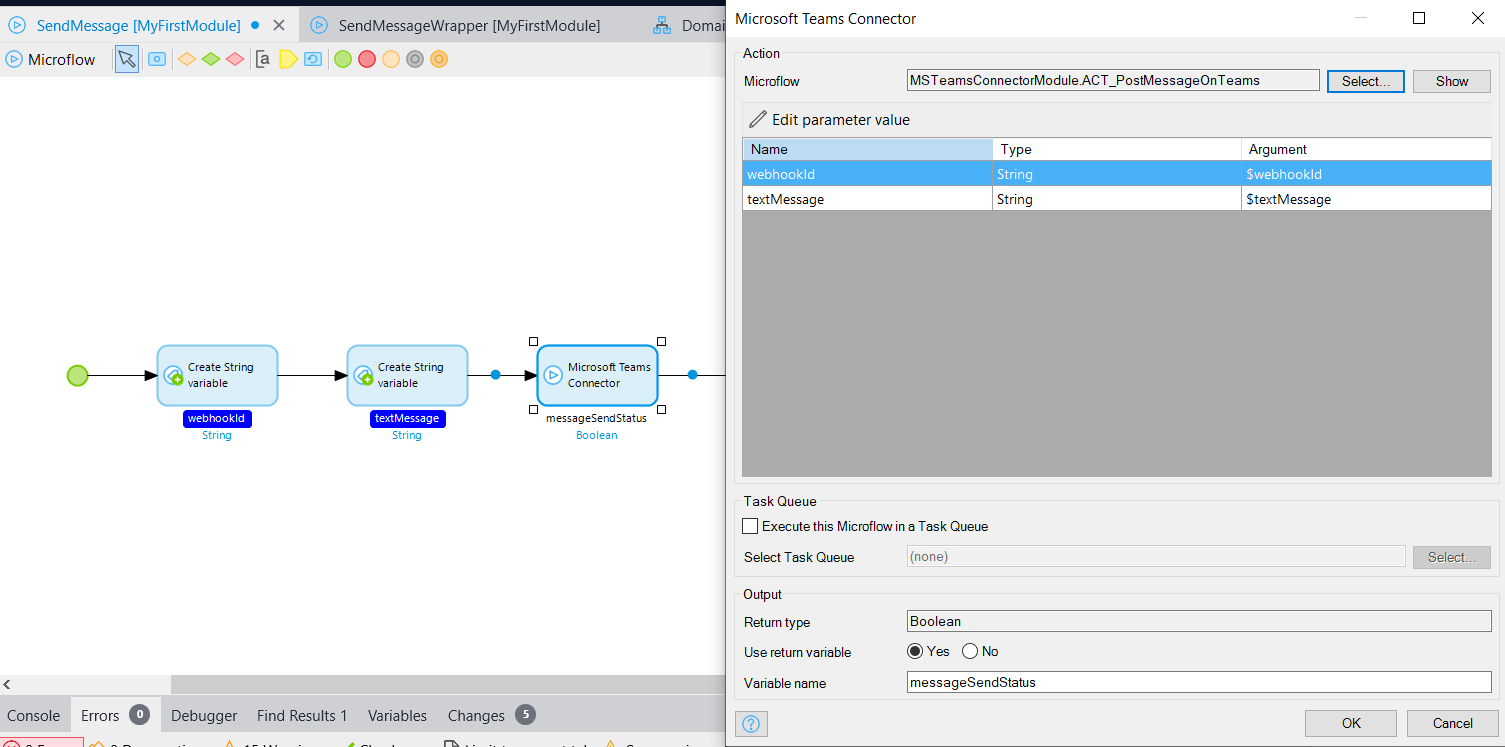 SendMessage [MyFirstModule]
SendMessageWrapper [MyFirstModule]
Microflow
Create String
variable
webhookId
String
Create String
variable
textMessage
String
Microsoft Teams
Connector
messageSendStatus
Boolean
Console
Errors 0
Debugger
Find Results 1
Variables
Changes 5
Microsoft Teams Connector
Action
Microflow
MSTeamsConnectorModule.ACT_PostMessageOnTeams
Select...
Show
Edit parameter value
Name Type Argument
webhookId String $webhookId
textMessage String $textMessage
Task Queue
Execute this Microflow in a Task Queue
Select Task Queue (none) Select...
Output
Return type Boolean
Use return variable Yes No
Variable name messageSendStatus
? OK Cancel